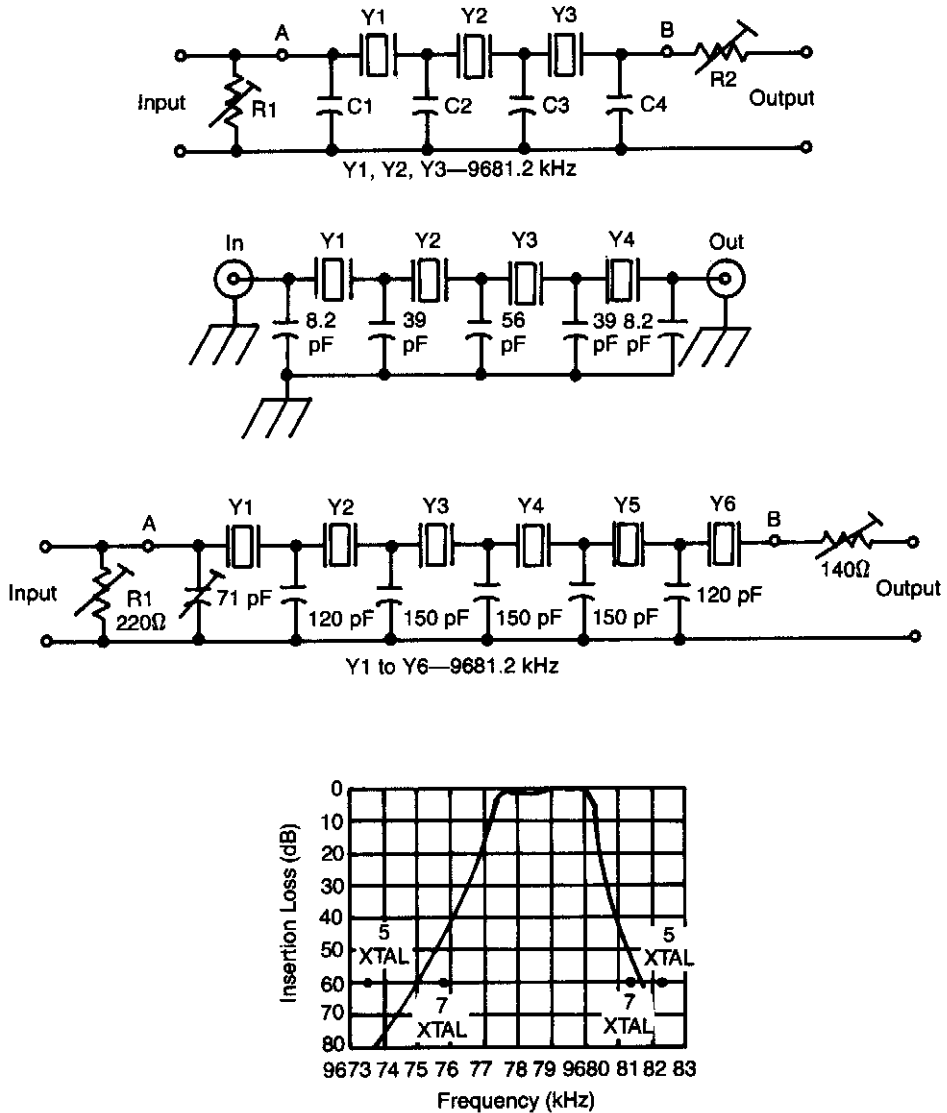 Y1 Y2 Y3
A B
Input R1 C1 C2 C3 C4 R2 Output
Y1, Y2, Y3—9681.2 kHz
In Y1 Y2 Y3 Y4 Out
8.2 pF 39 pF 56 pF 39 pF 8.2 pF
Y1 Y2 Y3 Y4 Y5 Y6
A B
Input R1 220Ω 71 pF 120 pF 150 pF 150 pF 150 pF 120 pF 140Ω Output
Y1 to Y6—9681.2 kHz
Insertion Loss (dB)
0
10
20
30
40
50
60
70
80
5 XTAL
5 XTAL
7 XTAL
7 XTAL
9673 74 75 76 77 78 79 9680 81 82 83
Frequency (kHz)